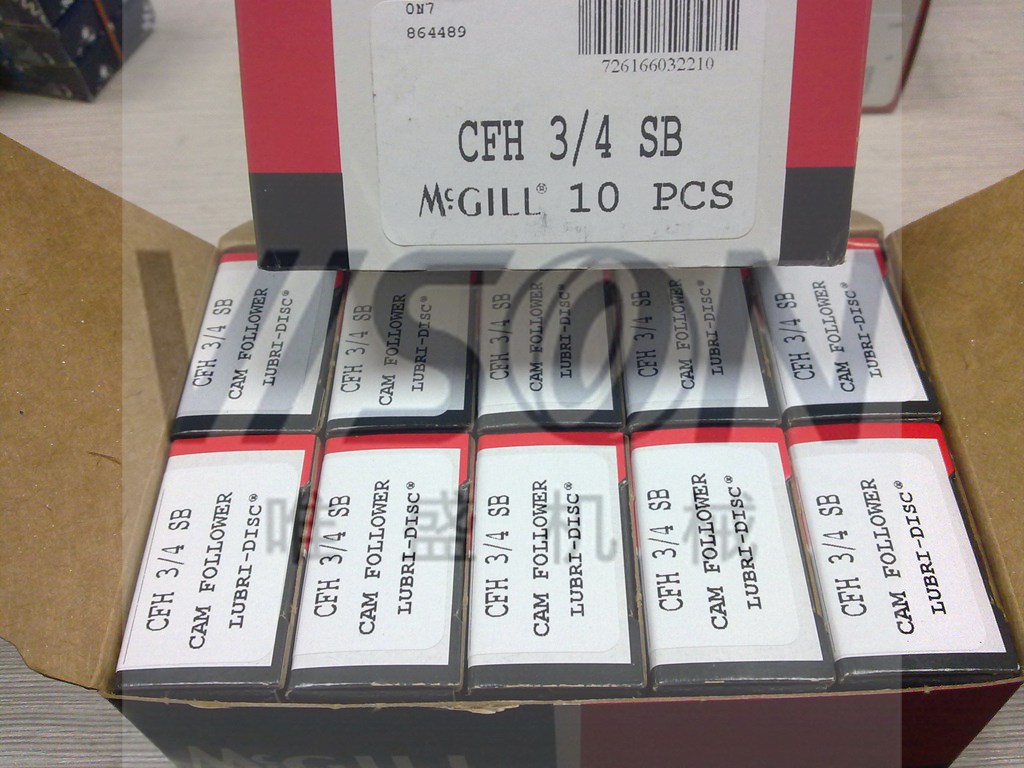 ON7
864489
726166032210
CFH 3/4 SB
McGILL® 10 PCS
CFH 3/4 SB
CAM FOLLOWER
LUBRI-DISC®
CFH 3/4 SB
CAM FOLLOWER
LUBRI-DISC®
CFH 3/4 SB
CAM FOLLOWER
LUBRI-DISC®
CFH 3/4 SB
CAM FOLLOWER
LUBRI-DISC®
CFH 3/4 SB
CAM FOLLOWER
LUBRI-DISC®
VISON
CFH 3/4 SB
CAM FOLLOWER
LUBRI-DISC®
CFH 3/4 SB
CAM FOLLOWER
LUBRI-DISC®
CFH 3/4 SB
CAM FOLLOWER
LUBRI-DISC®
CFH 3/4 SB
CAM FOLLOWER
LUBRI-DISC®
CFH 3/4 SB
CAM FOLLOWER
LUBRI-DISC®
唯盛机械
McGILL